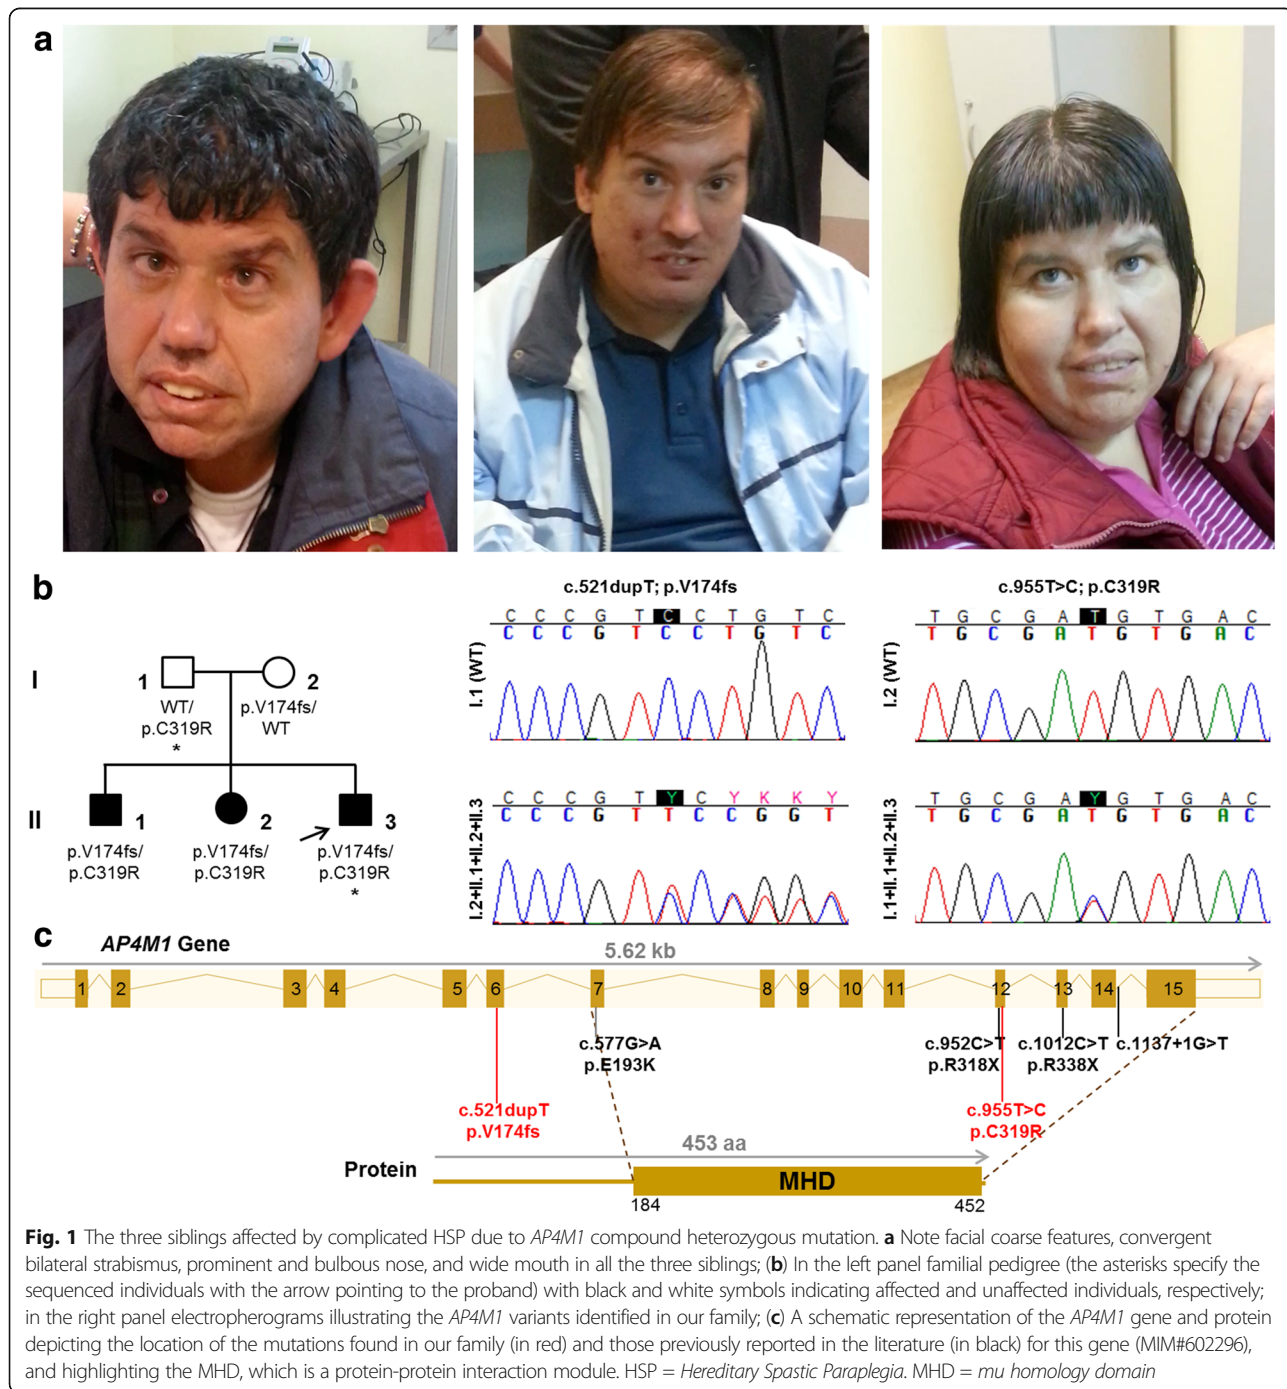 a
b
c.521dupT; p.V174fs
c.955T>C; p.C319R
I
1
2
WT/
p.C319R
*
p.V174fs/
WT
II
1
2
3
p.V174fs/
p.C319R
p.V174fs/
p.C319R
p.V174fs/
p.C319R
*
I.1 (WT)
C C C G T C C T G T C
C C C G T C C T G T C
I.2 (WT)
T G C G A T G T G A C
T G C G A T G T G A C
I.2+II.1+II.2+II.3
C C C G T Y C Y K K Y
C C C G T T C C G G T
I.1+II.1+II.2+II.3
T G C G A Y G T G A C
T G C G A T G T G A C
c
AP4M1 Gene
5.62 kb
1 2 3 4 5 6 7 8 9 10 11 12 13 14 15
c.577G>A
p.E193K
c.952C>T
p.R318X
c.1012C>T
p.R338X
c.1137+1G>T
c.521dupT
p.V174fs
c.955T>C
p.C319R
453 aa
Protein
MHD
184
452
Fig. 1 The three siblings affected by complicated HSP due to AP4M1 compound heterozygous mutation. a Note facial coarse features, convergent
bilateral strabismus, prominent and bulbous nose, and wide mouth in all the three siblings; (b) In the left panel familial pedigree (the asterisks specify the
sequenced individuals with the arrow pointing to the proband) with black and white symbols indicating affected and unaffected individuals, respectively;
in the right panel electropherograms illustrating the AP4M1 variants identified in our family; (c) A schematic representation of the AP4M1 gene and protein
depicting the location of the mutations found in our family (in red) and those previously reported in the literature (in black) for this gene (MIM#602296),
and highlighting the MHD, which is a protein-protein interaction module. HSP = Hereditary Spastic Paraplegia. MHD = mu homology domain